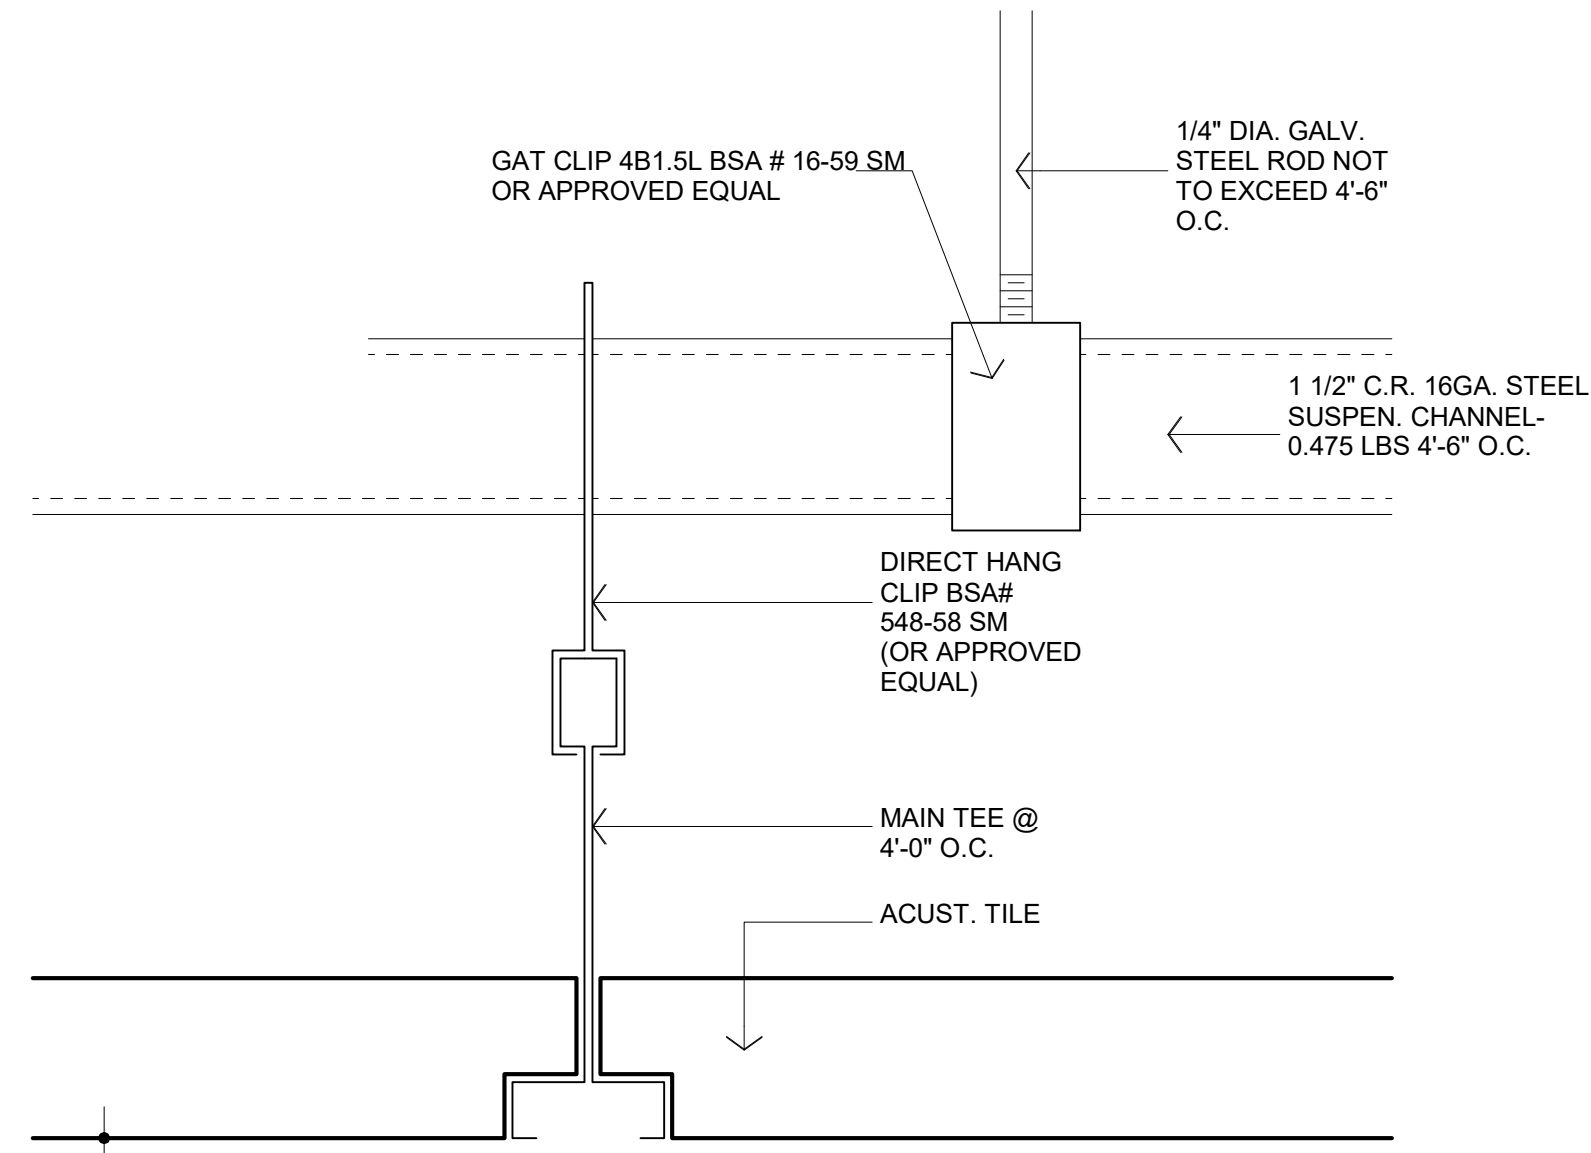 GAT CLIP 4B1.5L BSA # 16-59 SM
OR APPROVED EQUAL
1/4" DIA. GALV.
STEEL ROD NOT
TO EXCEED 4'-6"
O.C.
1 1/2" C.R. 16GA. STEEL
SUSPEN. CHANNEL-
0.475 LBS 4'-6" O.C.
DIRECT HANG
CLIP BSA#
548-58 SM
(OR APPROVED
EQUAL)
MAIN TEE @
4'-0" O.C.
ACUST. TILE